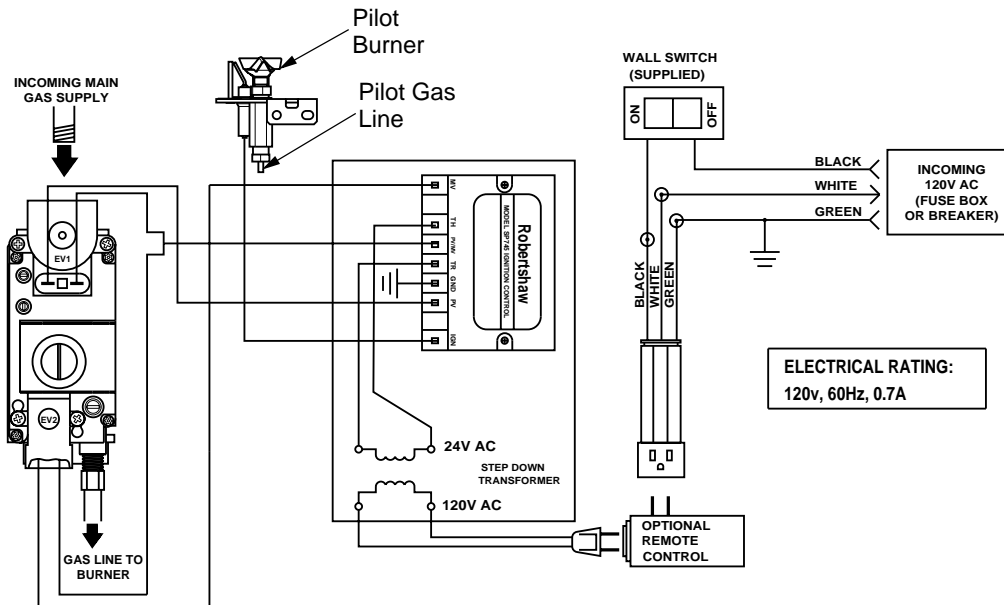 Pilot
Burner
Pilot Gas
Line
INCOMING MAIN
GAS SUPPLY
EV1
EV2
GAS LINE TO
BURNER
MV
TH
PV/MV
TR
GND
PV
IGN
Robertshaw
MODEL SP745 IGNITION CONTROL
24V AC
STEP DOWN
TRANSFORMER
120V AC
WALL SWITCH
(SUPPLIED)
ON
OFF
BLACK
WHITE
GREEN
INCOMING
120V AC
(FUSE BOX
OR BREAKER)
BLACK
WHITE
GREEN
ELECTRICAL RATING:
120v, 60Hz, 0.7A
OPTIONAL
REMOTE
CONTROL